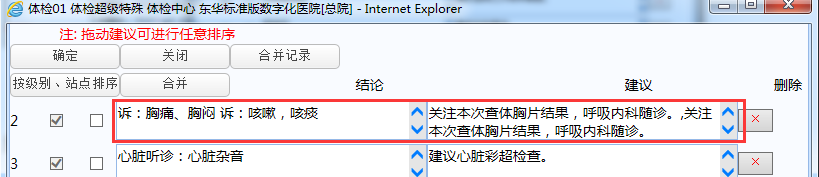 体检01 体检超级特殊 体检中心 东华标准版数字化医院[总院] - Internet Explorer
注: 拖动建议可进行任意排序
确定 关闭 合并记录
按级别、站点排序 合并 结论 建议 删除
2 诉：胸痛、胸闷 诉：咳嗽，咳痰 关注本次查体胸片结果，呼吸内科随诊。,关注
本次查体胸片结果，呼吸内科随诊。 ×
3 心脏听诊：心脏杂音 建议心脏彩超检查。 ×